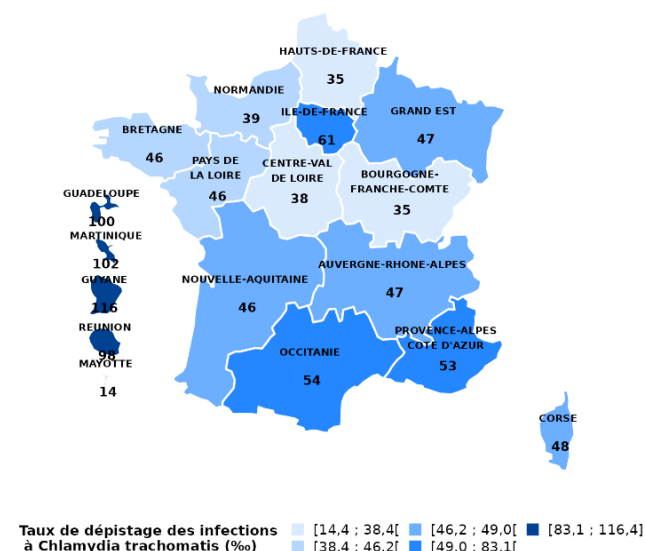 HAUTS-DE-FRANCE
35
NORMANDIE
39
ILE-DE-FRANCE
61
GRAND EST
47
BRETAGNE
46
PAYS DE
LA LOIRE
46
CENTRE-VAL
DE LOIRE
38
BOURGOGNE-
FRANCHE-COMTE
35
GUADELOUPE
100
MARTINIQUE
102
GUYANE
116
REUNION
98
MAYOTTE
14
NOUVELLE-AQUITAINE
46
AUVERGNE-RHONE-ALPES
47
OCCITANIE
54
PROVENCE-ALPES
COTE D'AZUR
53
CORSE
48
Taux de dépistage des infections
à Chlamydia trachomatis (‰)
[14,4 ; 38,4[
[46,2 ; 49,0[
[83,1 ; 116,4]
[38,4 ; 46,2[
[49,0 ; 83,1[